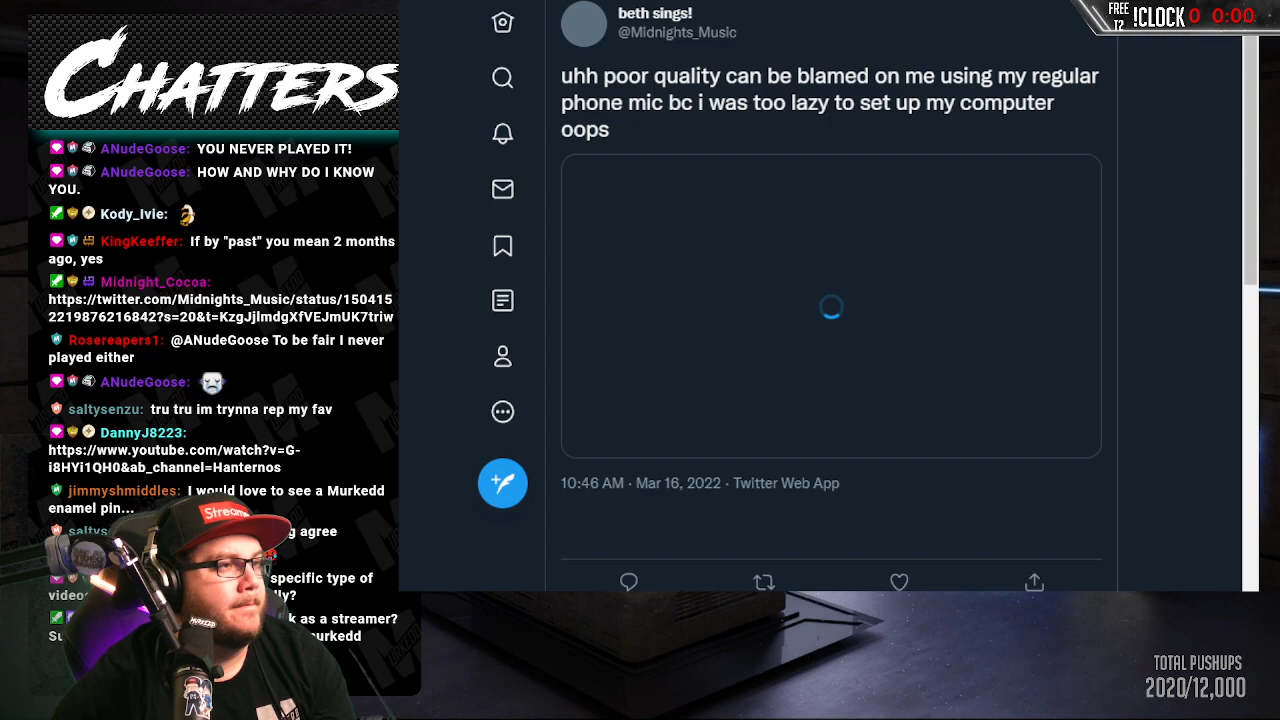 CHATTERS
ANudeGoose: YOU NEVER PLAYED IT!
ANudeGoose: HOW AND WHY DO I KNOW
YOU.
Kody_Ivie:
KingKeeffer: If by "past" you mean 2 months
ago, yes
Midnight_Cocoa:
https://twitter.com/Midnights_Music/status/150415
2219876216842?s=20&t=KzgJjlmdgXfVEJmUK7triw
Rosereapers1: @ANudeGoose To be fair I never
played either
ANudeGoose:
saltysenzu: tru tru im trynna rep my fav
DannyJ8223:
https://www.youtube.com/watch?v=G-
i8HYi1QH0&ab_channel=Hanternos
jimmyshmiddles: I would love to see a Murkedd
enamel pin...
agree
specific type of
k as a streamer?
beth sings!
@Midnights_Music
uhh poor quality can be blamed on me using my regular
phone mic bc i was too lazy to set up my computer
oops
10:46 AM · Mar 16, 2022 · Twitter Web App
FREE
12
!CLOCK 0 0:00
TOTAL PUSHUPS
2020/12,000